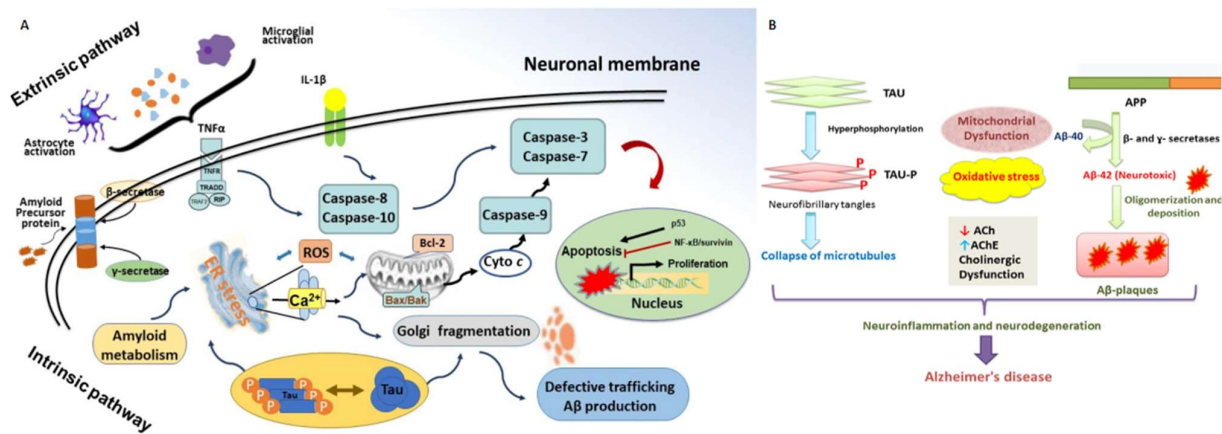 A
Extrinsic pathway
Microglial
activation
Astrocyte
activation
IL-1β
Neuronal membrane
TNFα
TNFR
TRADD
TRAF2
RIP
β-secretase
Amyloid
Precursor
protein
γ-secretase
Caspase-8
Caspase-10
Caspase-3
Caspase-7
Caspase-9
Cyto c
Bcl-2
Bax/Bak
ROS
ER stress
Ca2+
p53
Apoptosis
NF-κB/survivin
Proliferation
Nucleus
Amyloid
metabolism
Golgi fragmentation
Intrinsic pathway
P
P
P
Tau
P
P
P
Tau
Defective trafficking
Aβ production
B
TAU
Hyperphosphorylation
P
P
P
TAU-P
Neurofibrillary tangles
Collapse of microtubules
Mitochondrial
Dysfunction
Oxidative stress
↓ ACh
↑ AChE
Cholinergic
Dysfunction
APP
Aβ-40
β- and γ- secretases
Aβ-42 (Neurotoxic)
Oligomerization and
deposition
Aβ-plaques
Neuroinflammation and neurodegeneration
Alzheimer's disease